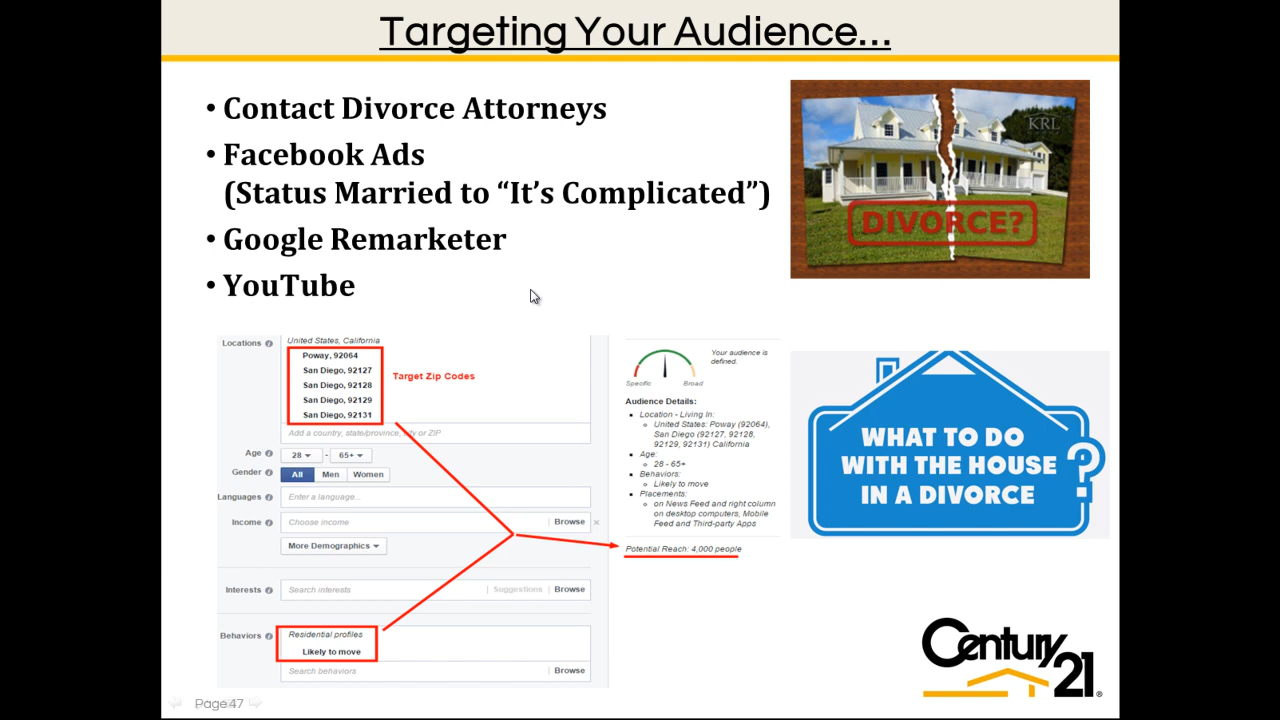 Targeting Your Audience...
• Contact Divorce Attorneys
• Facebook Ads
(Status Married to “It’s Complicated”)
• Google Remarketer
• YouTube
KRL
DIVORCE?
Locations
United States, California
Poway, 92064
San Diego, 92127
San Diego, 92128
San Diego, 92129
San Diego, 92131
Target Zip Codes
Add a country, state/province, city or ZIP
Age
28 - 65+
Gender
All Men Women
Languages
Enter a language...
Income
Choose income
Browse
More Demographics
Interests
Search interests
Suggestions
Browse
Behaviors
Residential profiles
Likely to move
Search behaviors
Browse
Your audience is
defined.
Specific Broad
Audience Details:
• Location - Living In:
United States: Poway (92064),
San Diego (92127, 92128,
92129, 92131) California
• Age:
28 - 65+
• Behaviors:
Likely to move
• Placements:
on News Feed and right column
on desktop computers, Mobile
Feed and Third-party Apps
Potential Reach: 4,000 people
WHAT TO DO
WITH THE HOUSE
IN A DIVORCE
?
Century 21®
Page 47